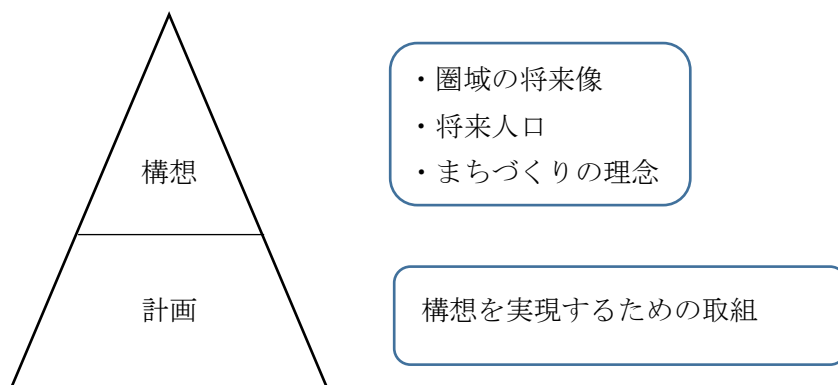 構想
・圏域の将来像
・将来人口
・まちづくりの理念
計画
構想を実現するための取組